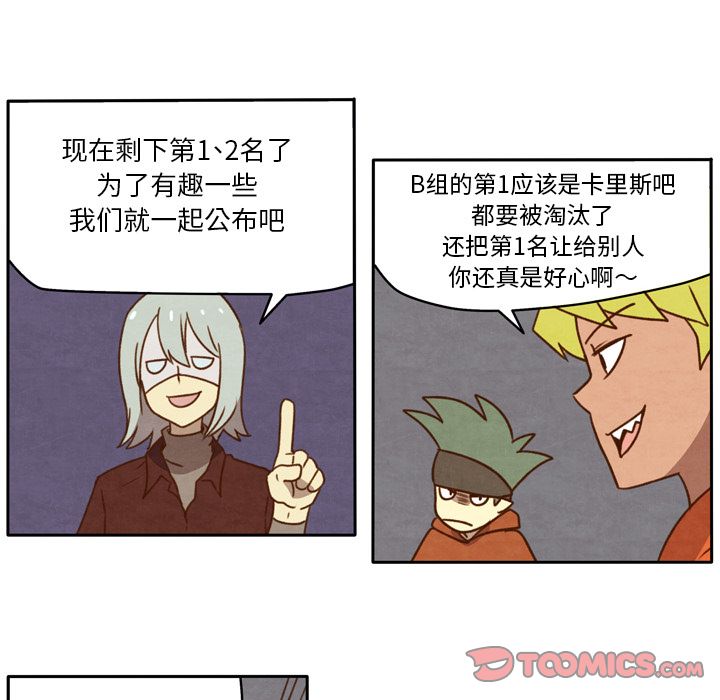 现在剩下第1、2名了
为了有趣一些
我们就一起公布吧
B组的第1应该是卡里斯吧
都要被淘汰了
还把第1名让给别人
你还真是好心啊～
TOOMICS.COM